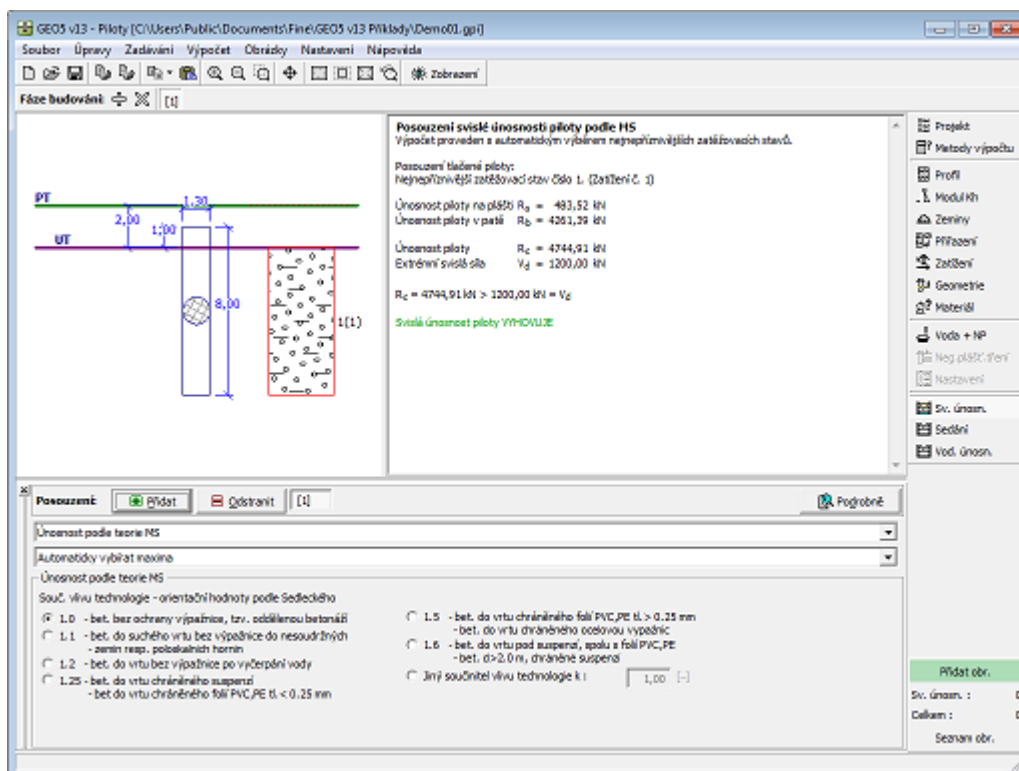 GEO5 v13 - Piloty [C:\Users\Public\Documents\Fine\GEO5 v13 Příklady\Demo01.gpi]
Soubor Úpravy Zadávání Výpočet Obrázky Nastavení Nápověda
Zobrazení
Fáze budování: [1]
PT
1,30
2,00
1,00
UT
8,00
1(1)
Posouzení svislé únosnosti piloty podle MS
Výpočet proveden s automatickým výběrem nejnepříznivějších zatěžovacích stavů.
Posouzení tlačené piloty:
Nejnepříznivější zatěžovací stav číslo 1. (Zatížení č. 1)
Únosnost piloty na plášti Rs = 483,52 kN
Únosnost piloty v patě Rb = 4261,39 kN
Únosnost piloty Rc = 4744,91 kN
Extrémní svislá síla Vd = 1200,00 kN
Rc = 4744,91 kN > 1200,00 kN = Vd
Svislá únosnost piloty VYHOVUJE
Projekt
Metody výpočtu
Profil
Modul Kh
Zeminy
Přiřazení
Zatížení
Geometrie
Materiál
Voda + NP
Neg.plášť.tření
Nastavení
Sv. únosn.
Sedání
Vod. únosn.
Posouzení: Přidat Odstranit [1] Podrobně
Únosnost podle teorie MS
Automaticky vybírat maxima
Únosnost podle teorie MS
Souč. vlivu technologie - orientační hodnoty podle Sedleckého
1.0 - bet. bez ochrany výpažnice, tzv. oddělenou betonáží
1.1 - bet. do suchého vrtu bez výpažnice do nesoudržných
- zemin resp. poloskalních hornin
1.2 - bet. do vrtu bez výpažnice po vyčerpání vody
1.25 - bet. do vrtu chráněného suspenzí
- bet do vrtu chráněného folí PVC,PE tl. < 0.25 mm
1.5 - bet. do vrtu chráněného folí PVC,PE tl. > 0.25 mm
- bet. do vrtu chráněného ocelovou vypažnic
1.6 - bet. do vrtu pod suspenzí, spolu s folí PVC,PE
- bet. d>2.0 m, chráněné suspenzí
Jiný součinitel vlivu technologie k : 1,00 [-]
Přidat obr.
Sv. únosn. :
Celkem :
Seznam obr.